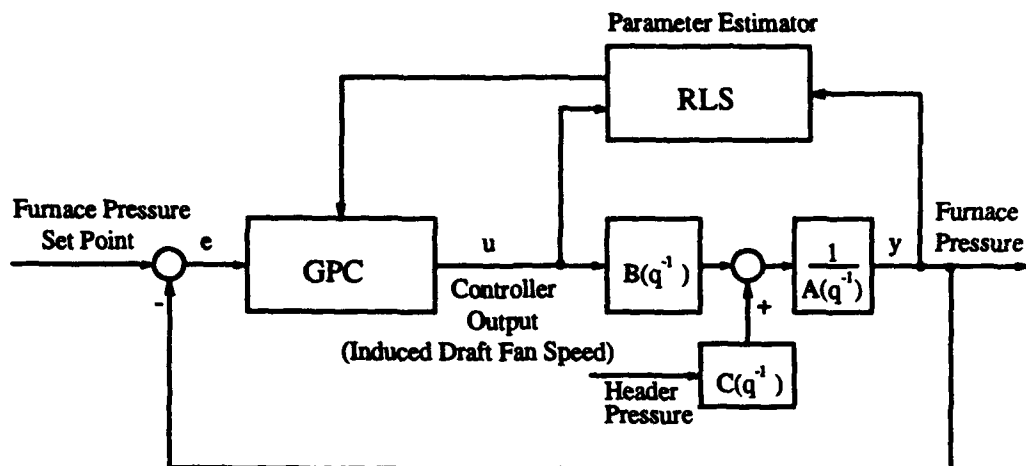 Parameter Estimator
RLS
Furnace Pressure
Set Point
e
GPC
u
Controller
Output
(Induced Draft Fan Speed)
B(q⁻¹)
1
A(q⁻¹)
y
Furnace
Pressure
-
+
Header
Pressure
C(q⁻¹)